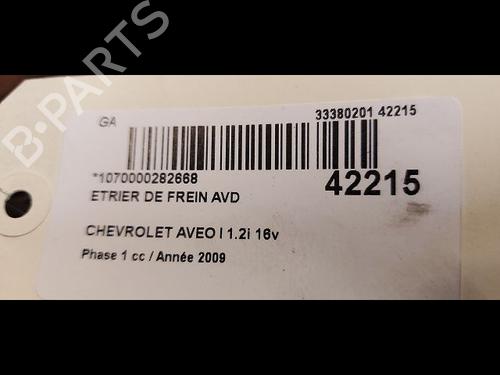 B-PARTS
GA
33380201 42215
*1070000282668
42215
ETRIER DE FREIN AVD
CHEVROLET AVEO I 1.2i 16v
Phase 1 cc / Année 2009